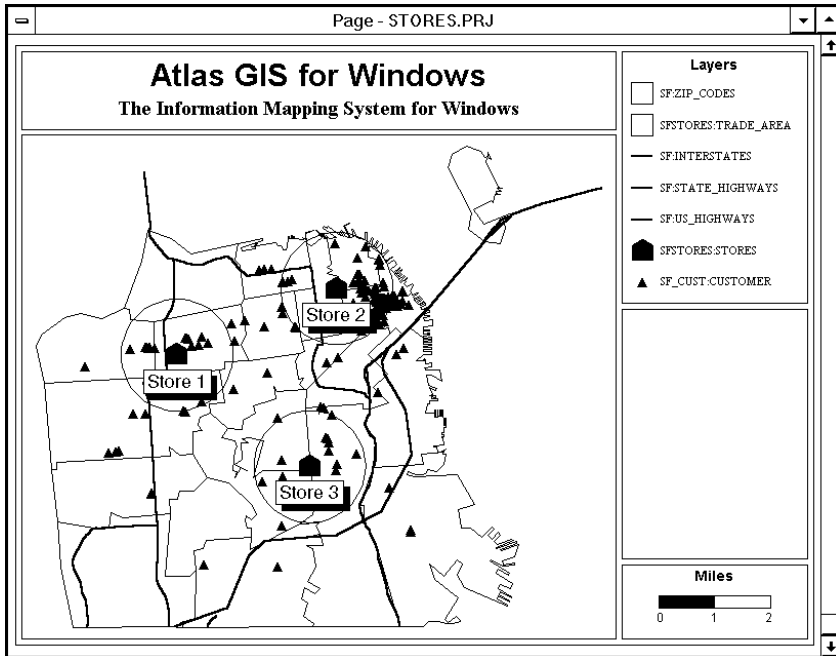 Page - STORES.PRJ
Atlas GIS for Windows
The Information Mapping System for Windows
Layers
SF:ZIP_CODES
SFSTORES:TRADE_AREA
SF:INTERSTATES
SF:STATE_HIGHWAYS
SF:US_HIGHWAYS
SFSTORES:STORES
SF_CUST:CUSTOMER
Store 2
Store 1
Store 3
Miles
0 1 2